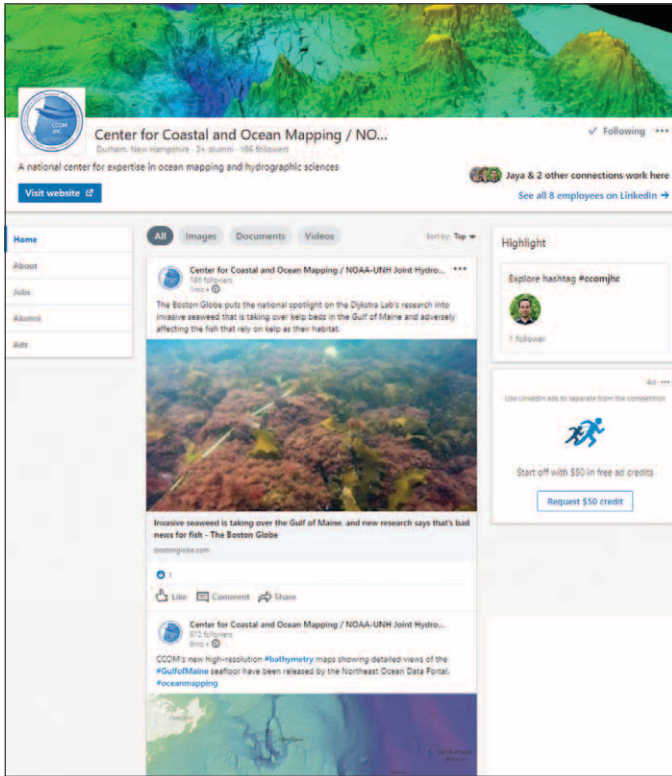 Center for Coastal and Ocean Mapping / NO...
Durham, New Hampshire · 3+ alumni · 186 followers
A national center for expertise in ocean mapping and hydrographic sciences
Visit website
✓ Following
Jaya & 2 other connections work here
See all 8 employees on LinkedIn →
Home
About
Jobs
Alumni
Ads
All
Images
Documents
Videos
Sort by: Top
Center for Coastal and Ocean Mapping / NOAA-UNH Joint Hydro...
186 followers
1mo •
The Boston Globe puts the national spotlight on the Dijkstra Lab's research into
invasive seaweed that is taking over kelp beds in the Gulf of Maine and adversely
affecting the fish that rely on kelp as their habitat.
Invasive seaweed is taking over the Gulf of Maine, and new research says that's bad
news for fish - The Boston Globe
bostonglobe.com
Like
Comment
Share
Center for Coastal and Ocean Mapping / NOAA-UNH Joint Hydro...
612 followers
6mo •
CCOM's new high-resolution #bathymetry maps showing detailed views of the
#GulfofMaine seafloor have been released by the Northeast Ocean Data Portal.
#oceanmapping
Highlight
Explore hashtag #ccomjhc
1 follower
Ad
Use LinkedIn ads to separate from the competition
Start off with $50 in free ad credits
Request $50 credit